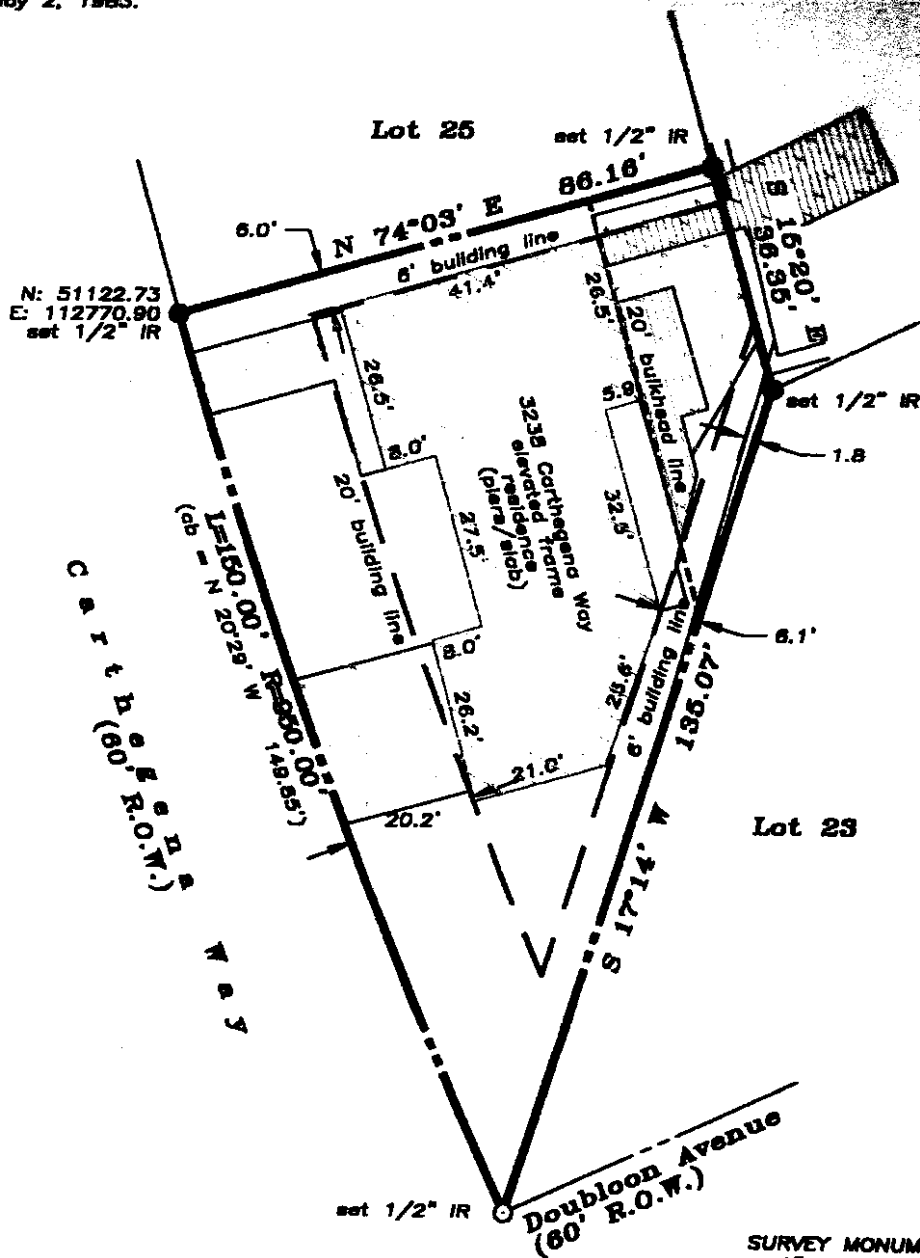 2, 1983.
Lot 25
set 1/2" IR
86.16'
N 74°03' E
6.0'
6' building line
41.4'
N: 51122.73
E: 112770.90
set 1/2" IR
S 15°20' E
36.35'
26.5'
20' bulkhead line
26.5'
5.9
set 1/2" IR
1.8
8.0'
3238 Carthegena Way
elevated frame
residence
(piers/slab)
20' building line
27.5'
32.5'
L=150.00' R=950.00'
(cb = N 20°29' W
149.85')
Carthegena Way
(60' R.O.W.)
8.0'
6.1'
25.6'
6' building line
135.07'
26.2'
21.0'
20.2'
S 17°14' W
Lot 23
set 1/2" IR
Doubloon Avenue
(60' R.O.W.)
SURVEY